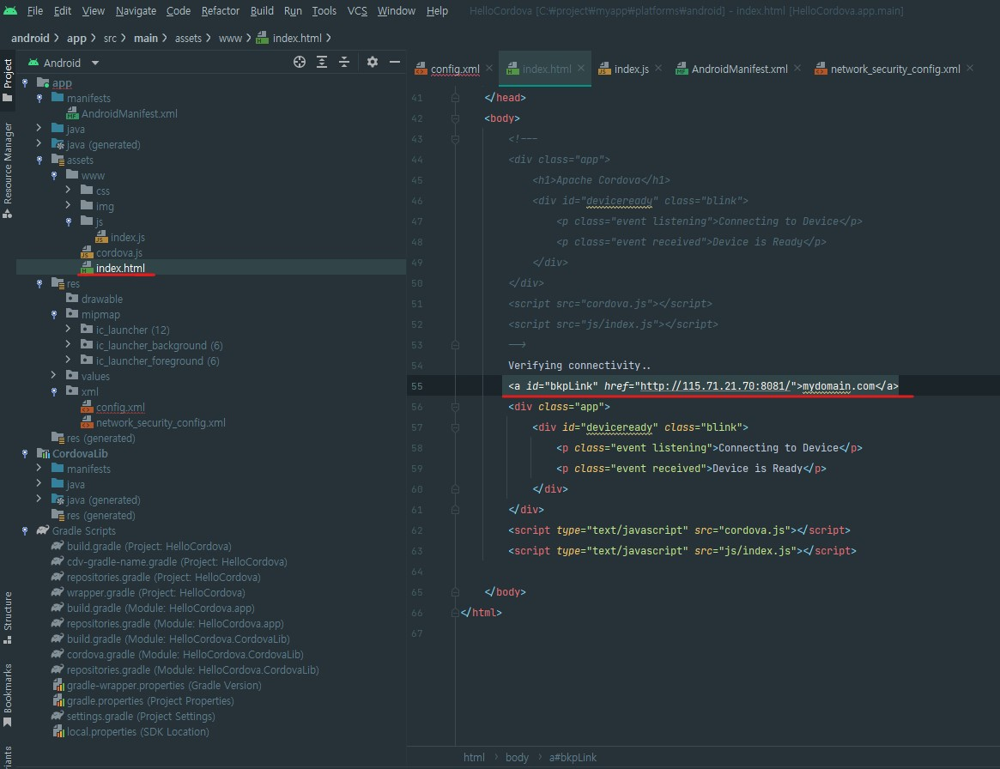 File Edit View Navigate Code Refactor Build Run Tools VCS Window Help HelloCordova [C:₩project₩myapp₩platforms₩android] - index.html [HelloCordova.app.main]
android app src main assets www index.html
Android
config.xml index.html index.js AndroidManifest.xml network_security_config.xml
Project
Resource Manager
Structure
Bookmarks
app
manifests
AndroidManifest.xml
java
java (generated)
assets
www
css
img
js
index.js
cordova.js
index.html
res
drawable
mipmap
ic_launcher (12)
ic_launcher_background (6)
ic_launcher_foreground (6)
values
xml
config.xml
network_security_config.xml
res (generated)
CordovaLib
manifests
java
java (generated)
res (generated)
Gradle Scripts
build.gradle (Project: HelloCordova)
cdv-gradle-name.gradle (Project: HelloCordova)
repositories.gradle (Project: HelloCordova)
wrapper.gradle (Project: HelloCordova)
build.gradle (Module: HelloCordova.app)
repositories.gradle (Module: HelloCordova.app)
build.gradle (Module: HelloCordova.CordovaLib)
cordova.gradle (Module: HelloCordova.CordovaLib)
repositories.gradle (Module: HelloCordova.CordovaLib)
gradle-wrapper.properties (Gradle Version)
gradle.properties (Project Properties)
settings.gradle (Project Settings)
local.properties (SDK Location)
41 </head>
42 <body>
43 <!---
44 <div class="app">
45 <h1>Apache Cordova</h1>
46 <div id="deviceready" class="blink">
47 <p class="event listening">Connecting to Device</p>
48 <p class="event received">Device is Ready</p>
49 </div>
50 </div>
51 <script src="cordova.js"></script>
52 <script src="js/index.js"></script>
53 -->
54 Verifying connectivity..
55 <a id="bkpLink" href="http://115.71.21.70:8081/">mydomain.com</a>
56 <div class="app">
57 <div id="deviceready" class="blink">
58 <p class="event listening">Connecting to Device</p>
59 <p class="event received">Device is Ready</p>
60 </div>
61 </div>
62 <script type="text/javascript" src="cordova.js"></script>
63 <script type="text/javascript" src="js/index.js"></script>
64
65 </body>
66 </html>
67
html body a#bkpLink